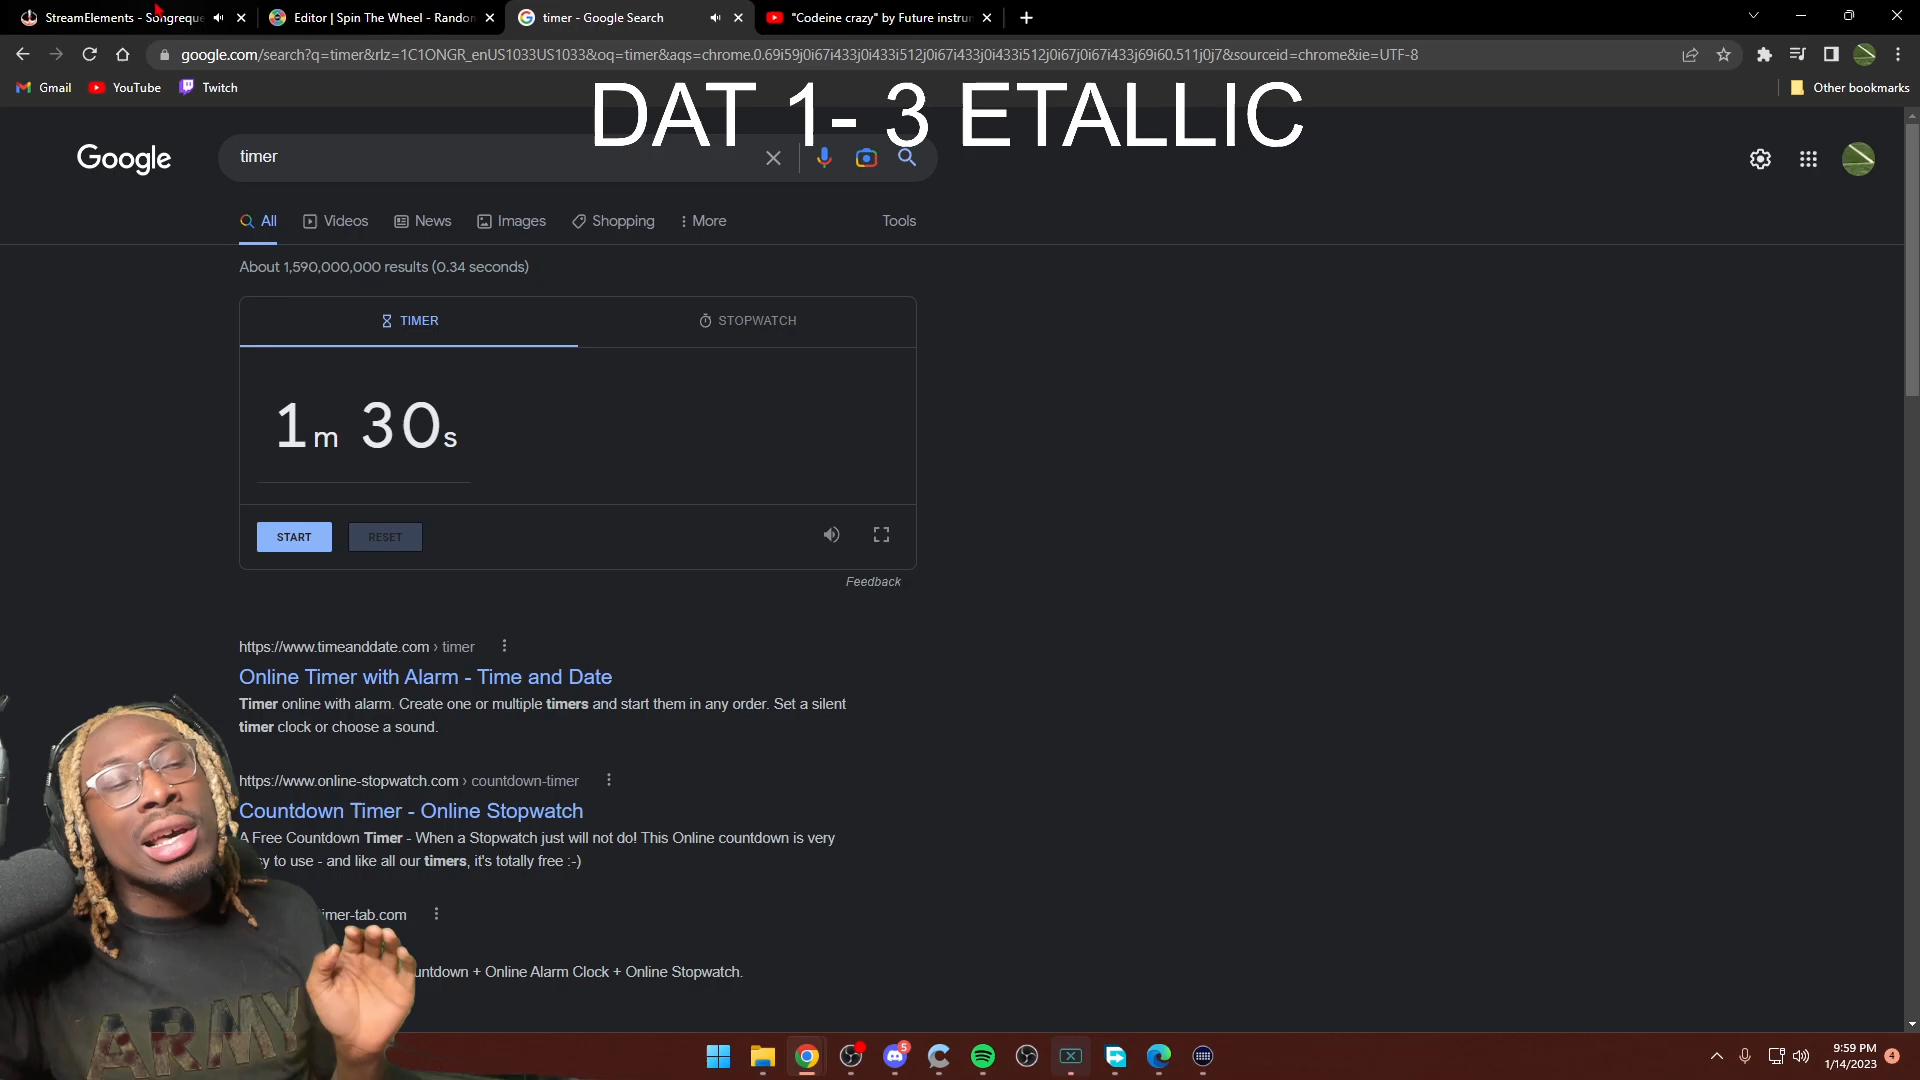 StreamElements - Songreque
Editor | Spin The Wheel - Randon
timer - Google Search
"Codeine crazy" by Future instrun
google.com/search?q=timer&rlz=1C1ONGR_enUS1033US1033&oq=timer&aqs=chrome.0.69i59j0i67i433j0i433i512j0i67i433j0i433i512j0i67j0i67i433j69i60.511j0j7&sourceid=chrome&ie=UTF-8
Gmail
YouTube
Twitch
Other bookmarks
DAT 1- 3 ETALLIC
Google
timer
All
Videos
News
Images
Shopping
More
Tools
About 1,590,000,000 results (0.34 seconds)
TIMER
STOPWATCH
1m 30s
START
RESET
Feedback
https://www.timeanddate.com › timer
Online Timer with Alarm - Time and Date
Timer online with alarm. Create one or multiple timers and start them in any order. Set a silent
timer clock or choose a sound.
https://www.online-stopwatch.com › countdown-timer
Countdown Timer - Online Stopwatch
A Free Countdown Timer - When a Stopwatch just will not do! This Online countdown is very
sy to use - and like all our timers, it's totally free :-)
imer-tab.com
untdown + Online Alarm Clock + Online Stopwatch.
ARMY
5
9:59 PM
1/14/2023
4